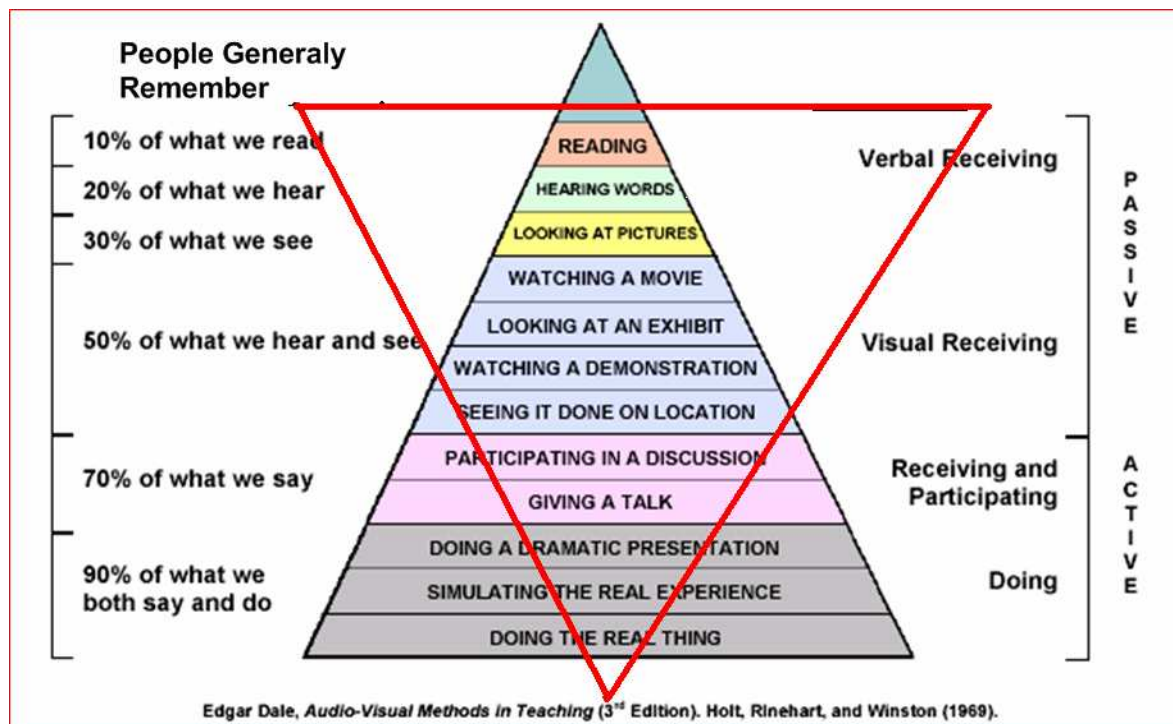 People Generaly
Remember
10% of what we read
20% of what we hear
30% of what we see
50% of what we hear and see
70% of what we say
90% of what we
both say and do
READING
HEARING WORDS
LOOKING AT PICTURES
WATCHING A MOVIE
LOOKING AT AN EXHIBIT
WATCHING A DEMONSTRATION
SEEING IT DONE ON LOCATION
PARTICIPATING IN A DISCUSSION
GIVING A TALK
DOING A DRAMATIC PRESENTATION
SIMULATING THE REAL EXPERIENCE
DOING THE REAL THING
Verbal Receiving
Visual Receiving
Receiving and
Participating
Doing
PASSIVE
ACTIVE
Edgar Dale, Audio-Visual Methods in Teaching (3rd Edition). Holt, Rinehart, and Winston (1969).